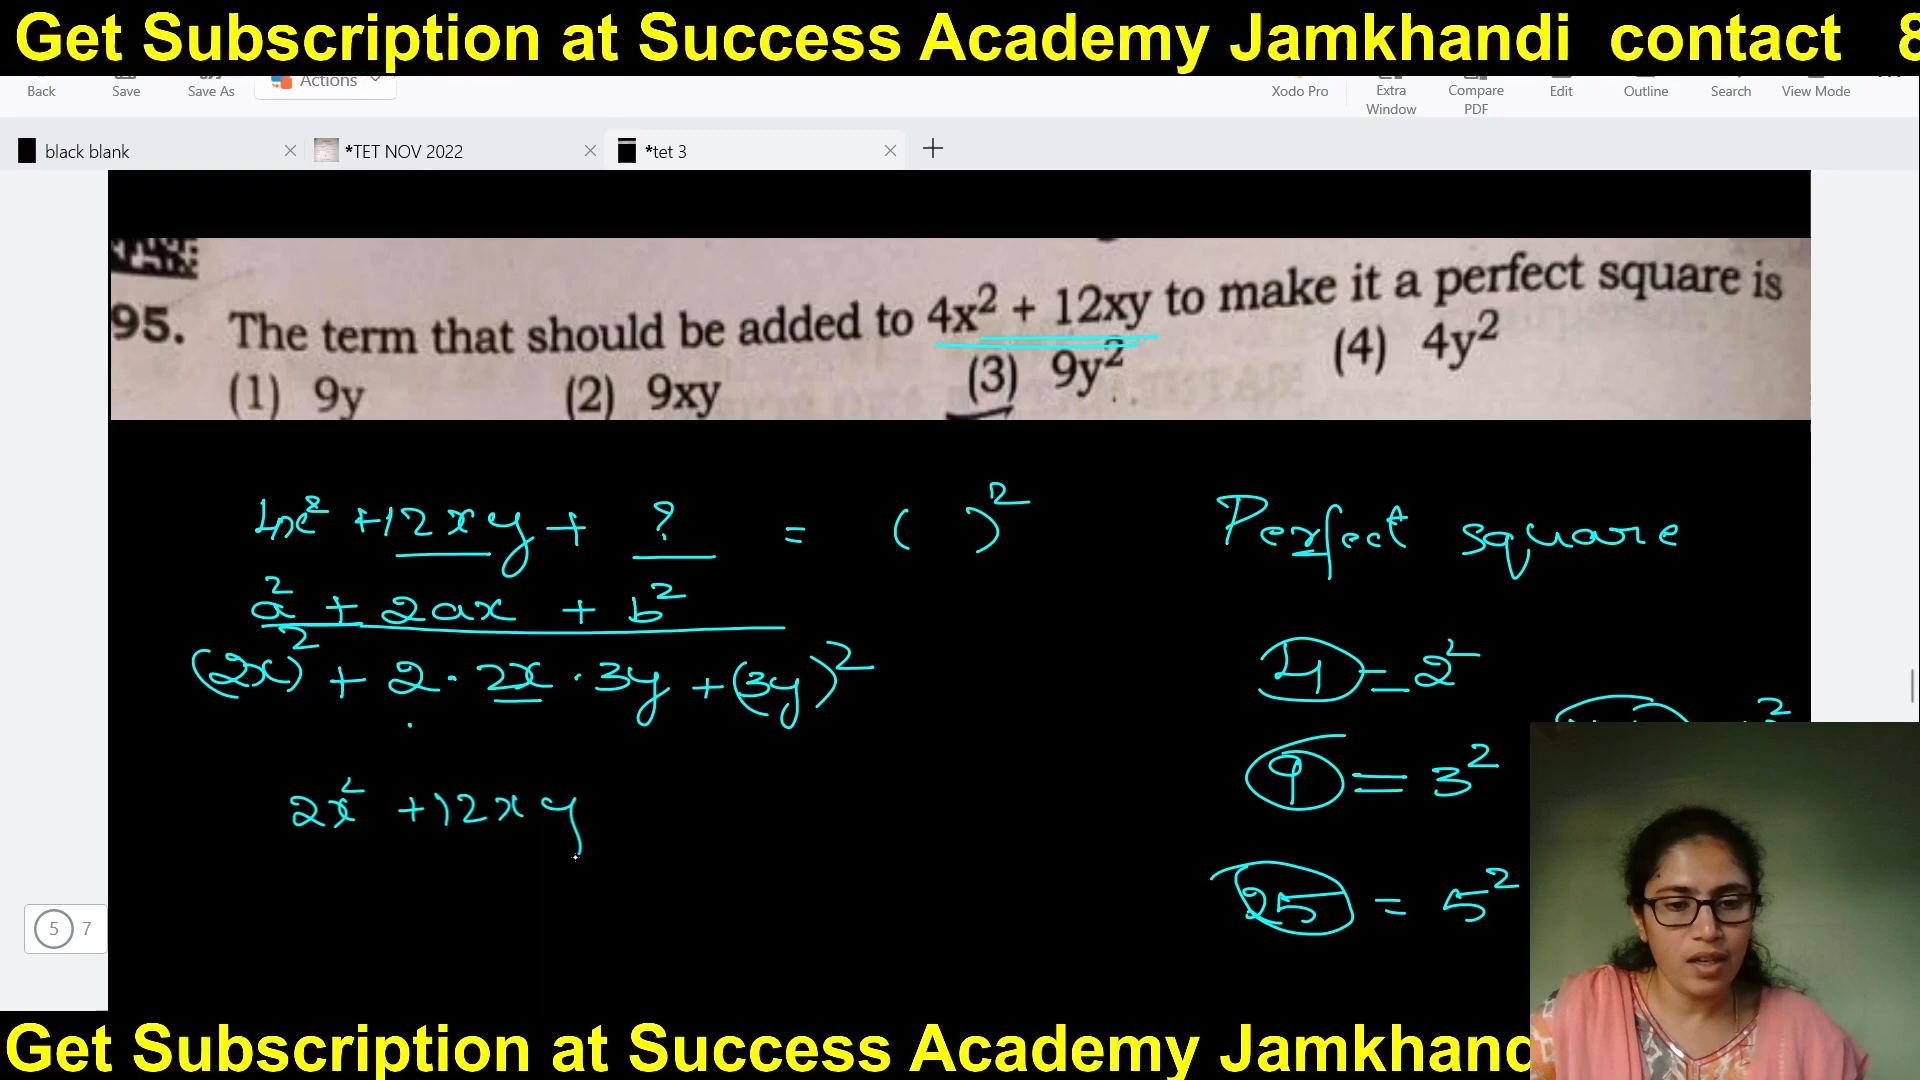 Get Subscription at Success Academy Jamkhandi contact 8
Back Save Save As Actions Xodo Pro Extra Window Compare PDF Edit Outline Search View Mode
black blank *TET NOV 2022 *tet 3
95. The term that should be added to 4x² + 12xy to make it a perfect square is
(1) 9y (2) 9xy (3) 9y² (4) 4y²
4x² + 12xy + ? = ( )²
Perfect square
a² + 2ax + b²
(2x)² + 2 · 2x · 3y + (3y)²
4 = 2²
9 = 3²
2x² + 12xy
25 = 5²
5 7
Get Subscription at Success Academy Jamkhand